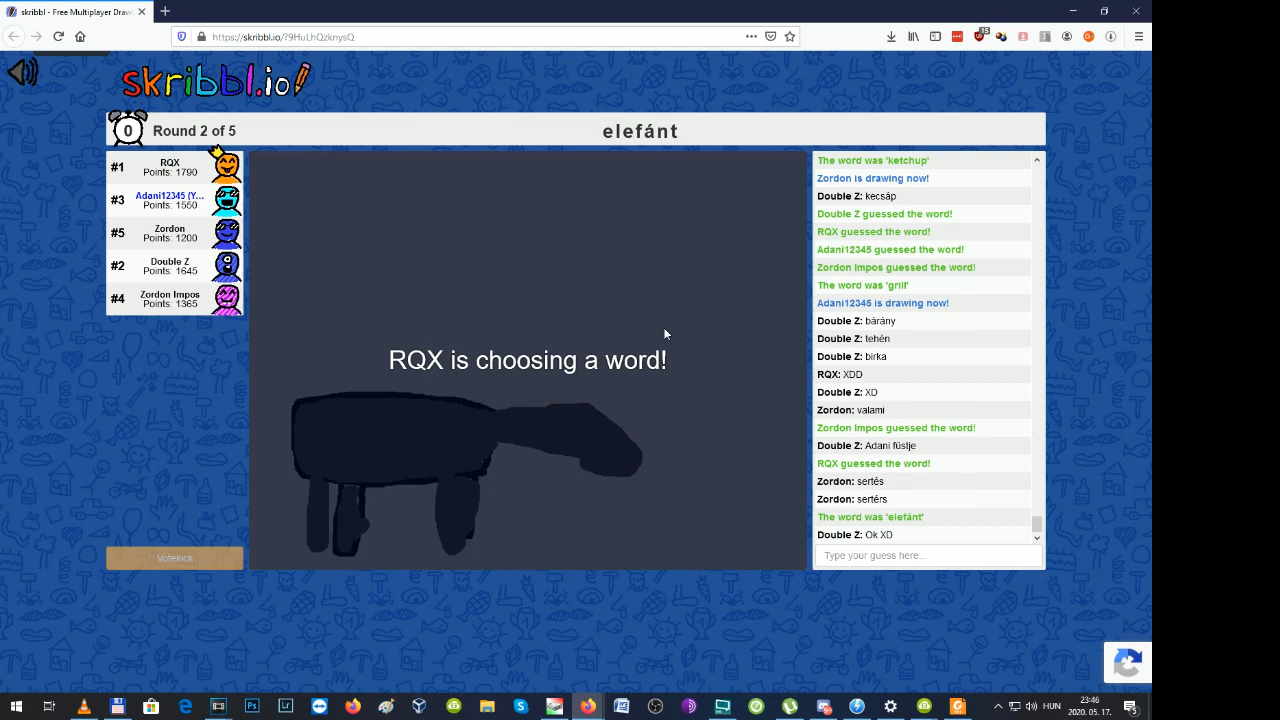 skribbl - Free Multiplayer Draw
https://skribbl.io/?9HuLhQzknysQ
15
skribbl.io
0
Round 2 of 5
elefánt
#1
RQX
Points: 1790
#3
Adani12345 (Y...
Points: 1550
#5
Zordon
Points: 1200
#2
Double Z
Points: 1645
#4
Zordon Impos
Points: 1365
Votekick
RQX is choosing a word!
The word was 'ketchup'
Zordon is drawing now!
Double Z: kecsáp
Double Z guessed the word!
RQX guessed the word!
Adani12345 guessed the word!
Zordon Impos guessed the word!
The word was 'grill'
Adani12345 is drawing now!
Double Z: bárány
Double Z: tehén
Double Z: birka
RQX: XDD
Double Z: XD
Zordon: valami
Zordon Impos guessed the word!
Double Z: Adani füstje
RQX guessed the word!
Zordon: sertés
Zordon: sertérs
The word was 'elefánt'
Double Z: Ok XD
Type your guess here...
HUN
23:46
2020. 05. 17.